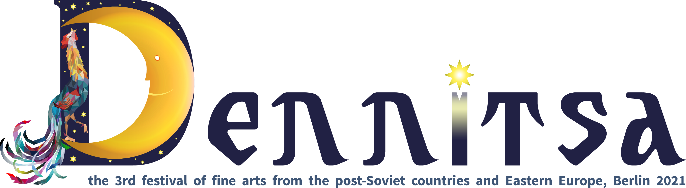 Dennitsa
the 3rd festival of fine arts from the post-Soviet countries and Eastern Europe, Berlin 2021